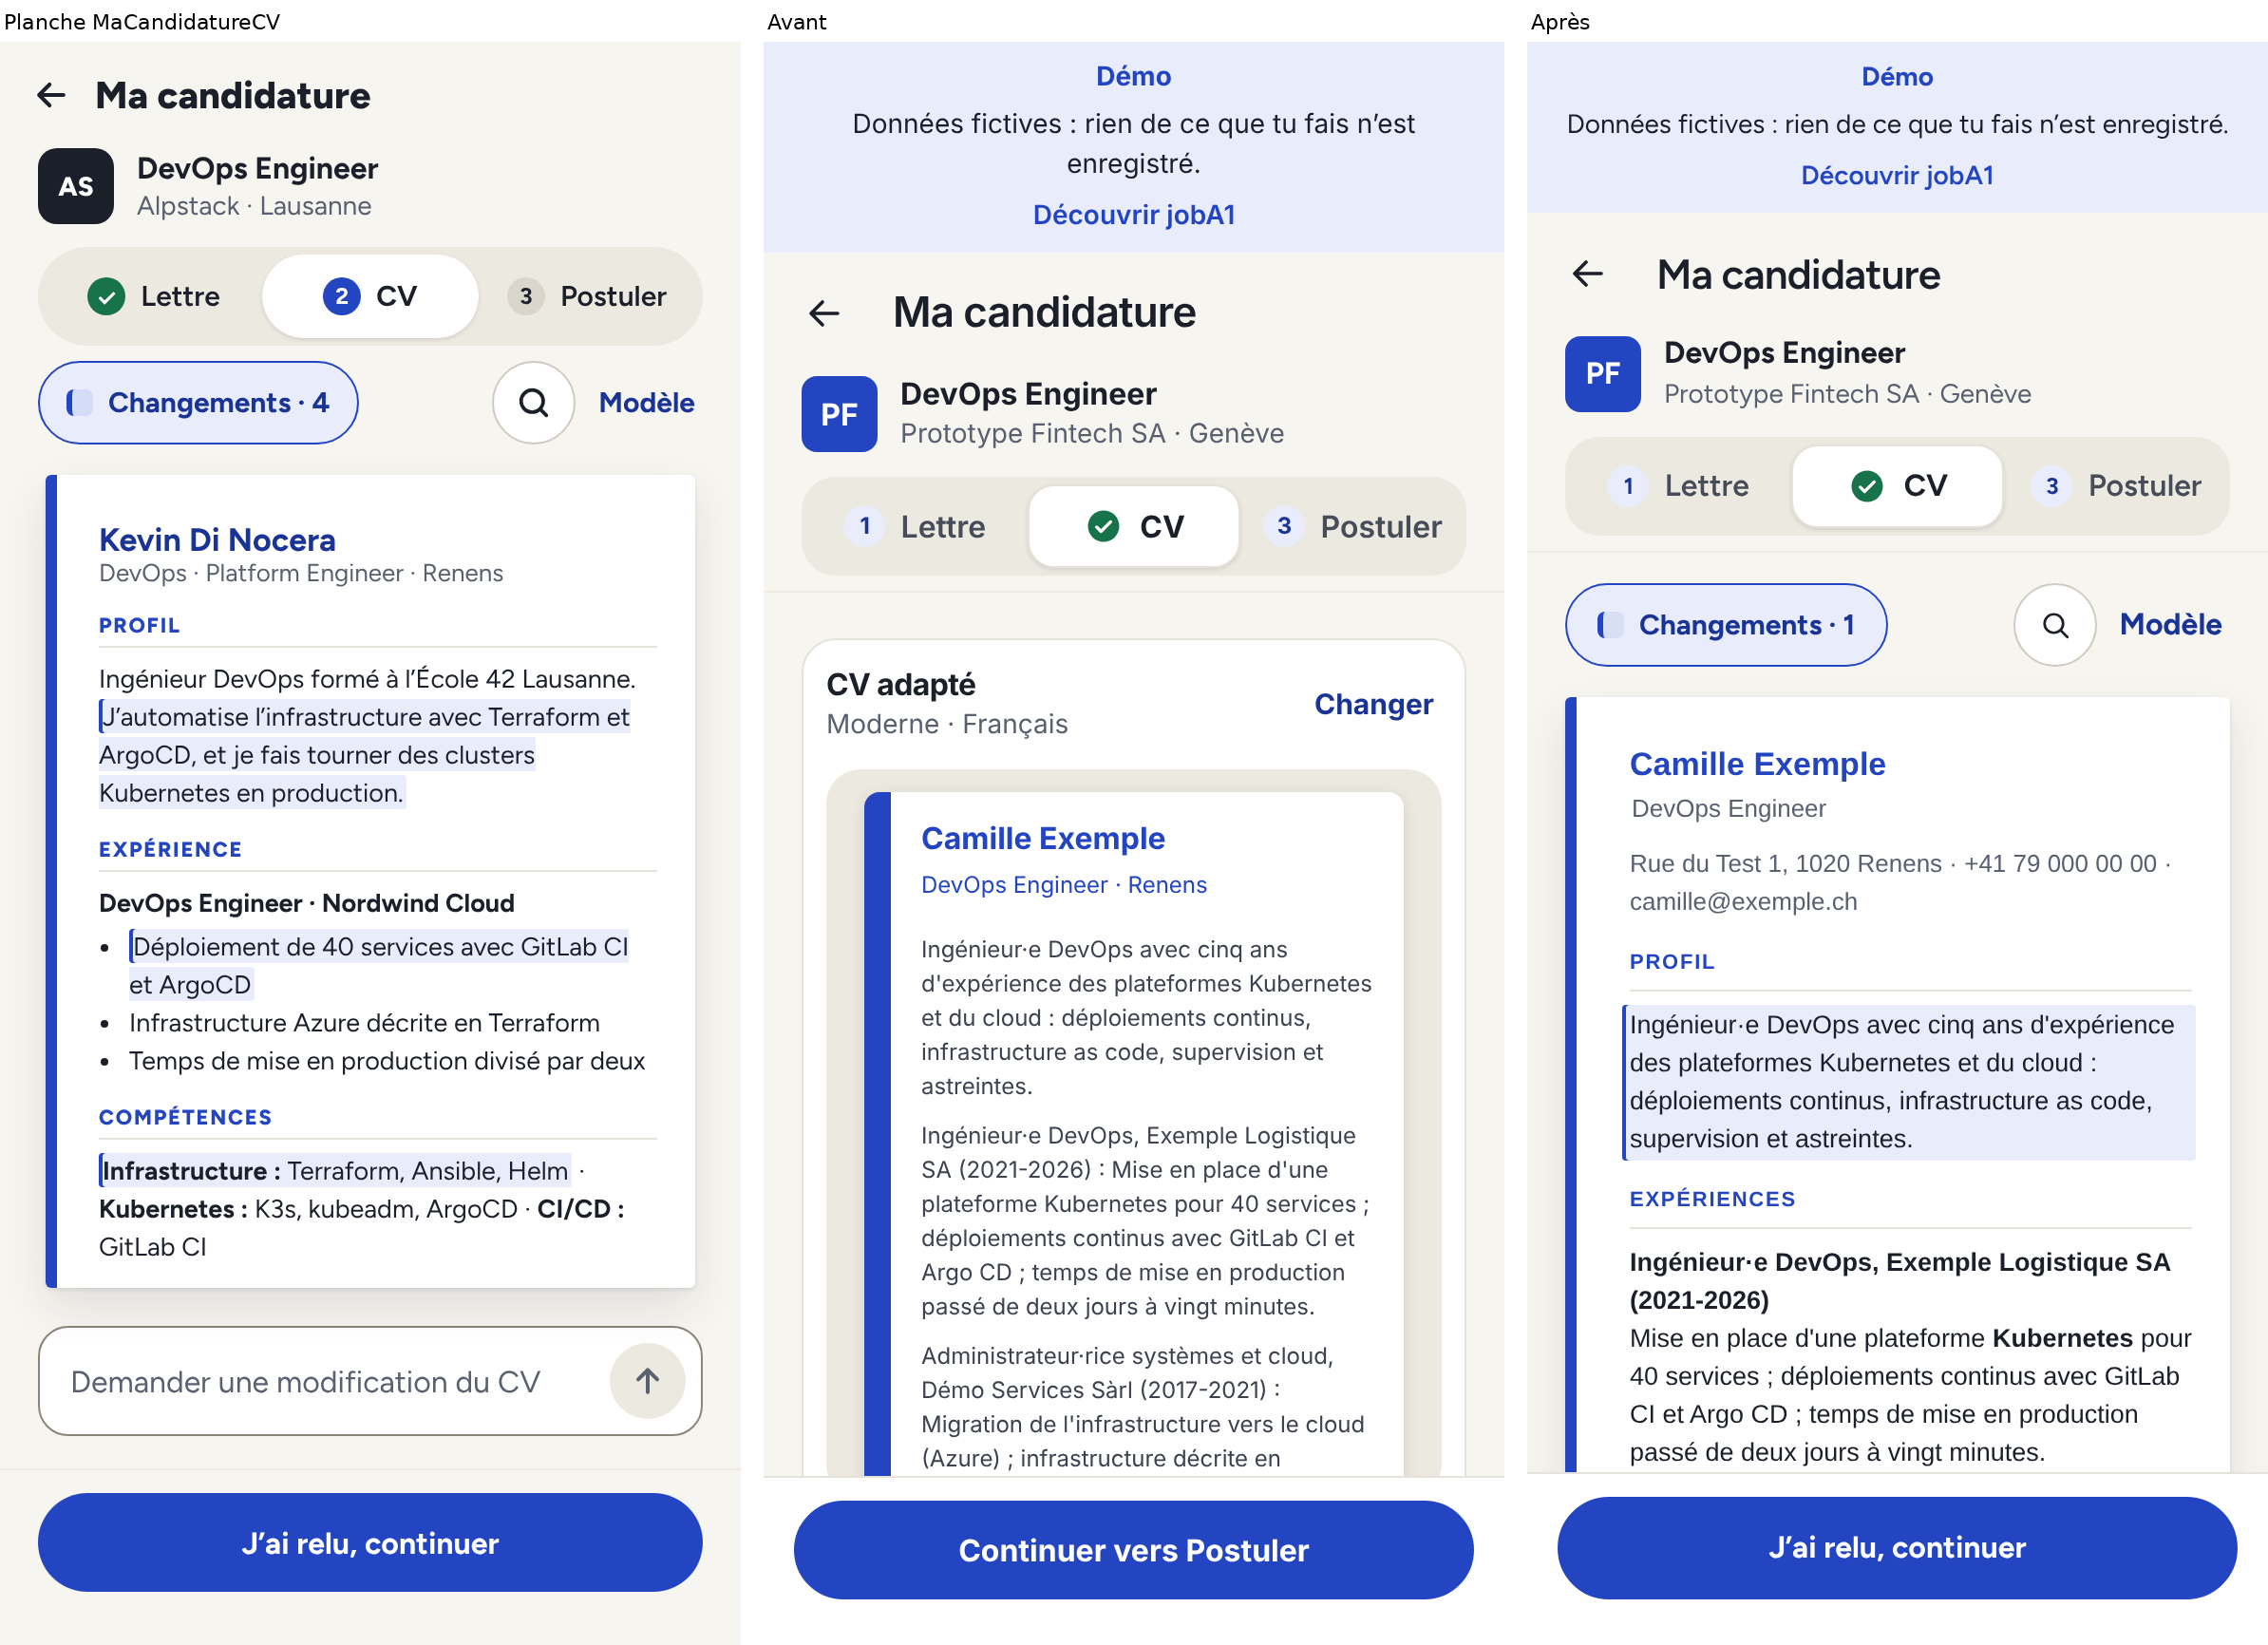 Planche MaCandidatureCV
Ma candidature
AS
DevOps Engineer
Alpstack · Lausanne
Lettre
2 CV
3 Postuler
Changements · 4
Modèle
Kevin Di Nocera
DevOps · Platform Engineer · Renens
PROFIL
Ingénieur DevOps formé à l’École 42 Lausanne.
J’automatise l’infrastructure avec Terraform et
ArgoCD, et je fais tourner des clusters
Kubernetes en production.
EXPÉRIENCE
DevOps Engineer · Nordwind Cloud
• Déploiement de 40 services avec GitLab CI
et ArgoCD
• Infrastructure Azure décrite en Terraform
• Temps de mise en production divisé par deux
COMPÉTENCES
Infrastructure : Terraform, Ansible, Helm ·
Kubernetes : K3s, kubeadm, ArgoCD · CI/CD :
GitLab CI
Demander une modification du CV
J’ai relu, continuer
Avant
Démo
Données fictives : rien de ce que tu fais n’est
enregistré.
Découvrir jobA1
Ma candidature
PF
DevOps Engineer
Prototype Fintech SA · Genève
1 Lettre
CV
3 Postuler
CV adapté
Moderne · Français
Changer
Camille Exemple
DevOps Engineer · Renens
Ingénieur·e DevOps avec cinq ans
d'expérience des plateformes Kubernetes
et du cloud : déploiements continus,
infrastructure as code, supervision et
astreintes.
Ingénieur·e DevOps, Exemple Logistique
SA (2021-2026) : Mise en place d'une
plateforme Kubernetes pour 40 services ;
déploiements continus avec GitLab CI et
Argo CD ; temps de mise en production
passé de deux jours à vingt minutes.
Administrateur·rice systèmes et cloud,
Démo Services Sàrl (2017-2021) :
Migration de l'infrastructure vers le cloud
(Azure) ; infrastructure décrite en
Continuer vers Postuler
Après
Démo
Données fictives : rien de ce que tu fais n’est enregistré.
Découvrir jobA1
Ma candidature
PF
DevOps Engineer
Prototype Fintech SA · Genève
1 Lettre
CV
3 Postuler
Changements · 1
Modèle
Camille Exemple
DevOps Engineer
Rue du Test 1, 1020 Renens · +41 79 000 00 00 ·
camille@exemple.ch
PROFIL
Ingénieur·e DevOps avec cinq ans d'expérience
des plateformes Kubernetes et du cloud :
déploiements continus, infrastructure as code,
supervision et astreintes.
EXPÉRIENCES
Ingénieur·e DevOps, Exemple Logistique SA
(2021-2026)
Mise en place d'une plateforme Kubernetes pour
40 services ; déploiements continus avec GitLab
CI et Argo CD ; temps de mise en production
passé de deux jours à vingt minutes.
J’ai relu, continuer